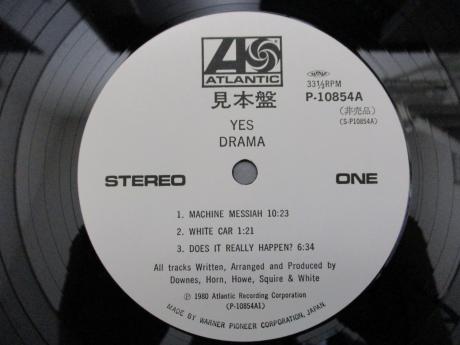 ATLANTIC
見本盤
33⅓RPM
P-10854A
(非売品)
(S-P10854A)
YES
DRAMA
STEREO
ONE
1. MACHINE MESSIAH 10:23
2. WHITE CAR 1:21
3. DOES IT REALLY HAPPEN? 6:34
All tracks Written, Arranged and Produced by
Downes, Horn, Howe, Squire & White
Ⓟ 1980 Atlantic Recording Corporation
(P-10854A1)
MADE BY WARNER PIONEER CORPORATION, JAPAN